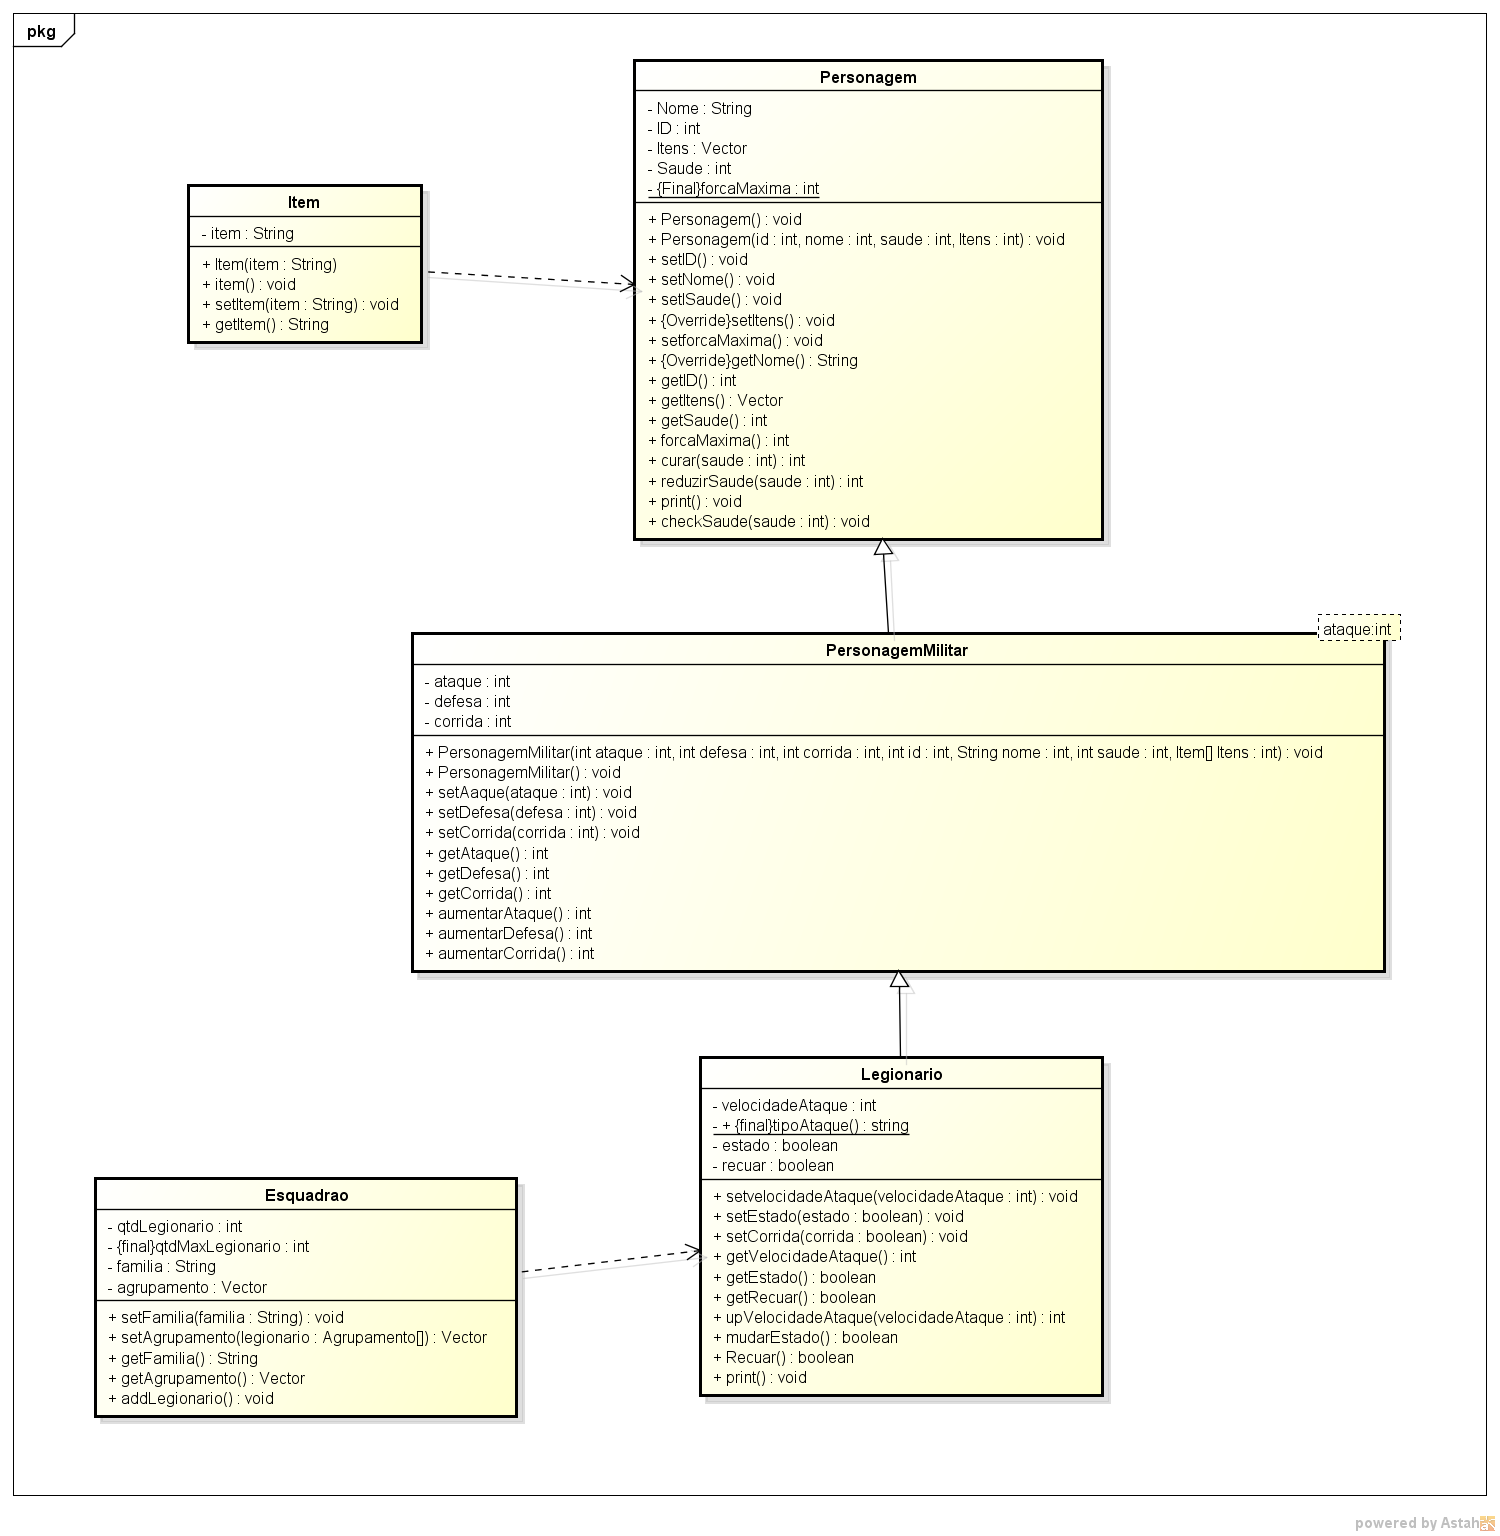 pkg
Personagem
- Nome : String
- ID : int
- Itens : Vector
- Saude : int
- {Final}forcaMaxima : int
+ Personagem() : void
+ Personagem(id : int, nome : int, saude : int, Itens : int) : void
+ setID() : void
+ setNome() : void
+ setISaude() : void
+ {Override}setItens() : void
+ setforcaMaxima() : void
+ {Override}getNome() : String
+ getID() : int
+ getItens() : Vector
+ getSaude() : int
+ forcaMaxima() : int
+ curar(saude : int) : int
+ reduzirSaude(saude : int) : int
+ print() : void
+ checkSaude(saude : int) : void
Item
- item : String
+ Item(item : String)
+ item() : void
+ setItem(item : String) : void
+ getItem() : String
ataque:int
PersonagemMilitar
- ataque : int
- defesa : int
- corrida : int
+ PersonagemMilitar(int ataque : int, int defesa : int, int corrida : int, int id : int, String nome : int, int saude : int, Item[] Itens : int) : void
+ PersonagemMilitar() : void
+ setAaque(ataque : int) : void
+ setDefesa(defesa : int) : void
+ setCorrida(corrida : int) : void
+ getAtaque() : int
+ getDefesa() : int
+ getCorrida() : int
+ aumentarAtaque() : int
+ aumentarDefesa() : int
+ aumentarCorrida() : int
Legionario
- velocidadeAtaque : int
- + {final}tipoAtaque() : string
- estado : boolean
- recuar : boolean
+ setvelocidadeAtaque(velocidadeAtaque : int) : void
+ setEstado(estado : boolean) : void
+ setCorrida(corrida : boolean) : void
+ getVelocidadeAtaque() : int
+ getEstado() : boolean
+ getRecuar() : boolean
+ upVelocidadeAtaque(velocidadeAtaque : int) : int
+ mudarEstado() : boolean
+ Recuar() : boolean
+ print() : void
Esquadrao
- qtdLegionario : int
- {final}qtdMaxLegionario : int
- familia : String
- agrupamento : Vector
+ setFamilia(familia : String) : void
+ setAgrupamento(legionario : Agrupamento[]) : Vector
+ getFamilia() : String
+ getAgrupamento() : Vector
+ addLegionario() : void
powered by Astah